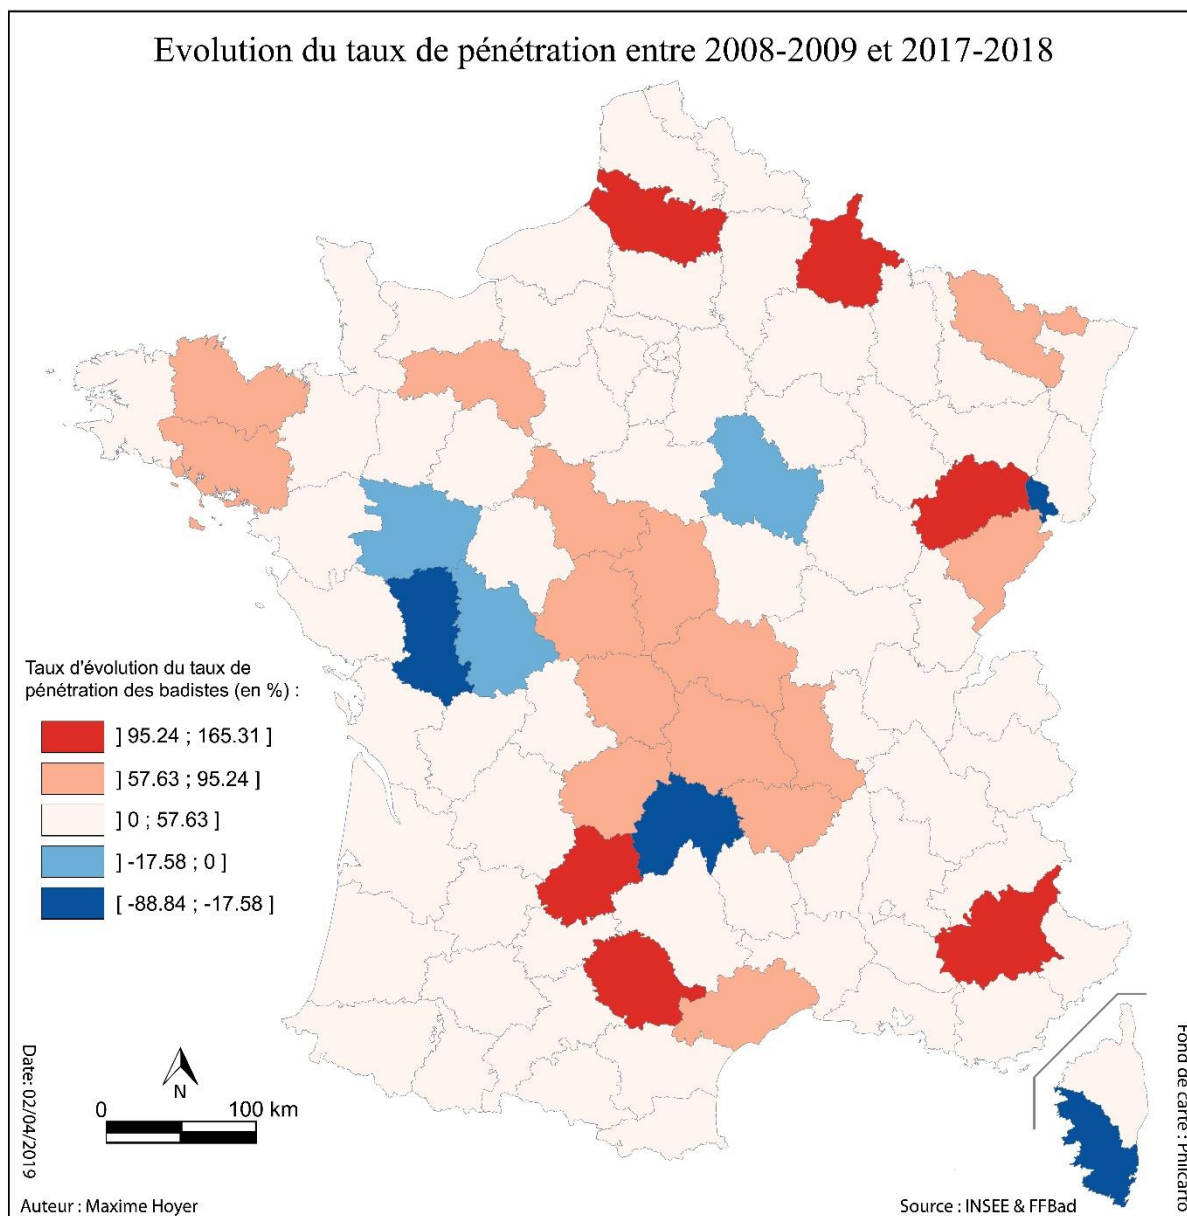 Evolution du taux de pénétration entre 2008-2009 et 2017-2018
Taux d'évolution du taux de
pénétration des badistes (en %) :
] 95.24 ; 165.31 ]
] 57.63 ; 95.24 ]
] 0 ; 57.63 ]
] -17.58 ; 0 ]
[ -88.84 ; -17.58 ]
N
0 100 km
Date: 02/04/2019
Auteur : Maxime Hoyer
Source : INSEE & FFBad
Fond de carte : Philcarto